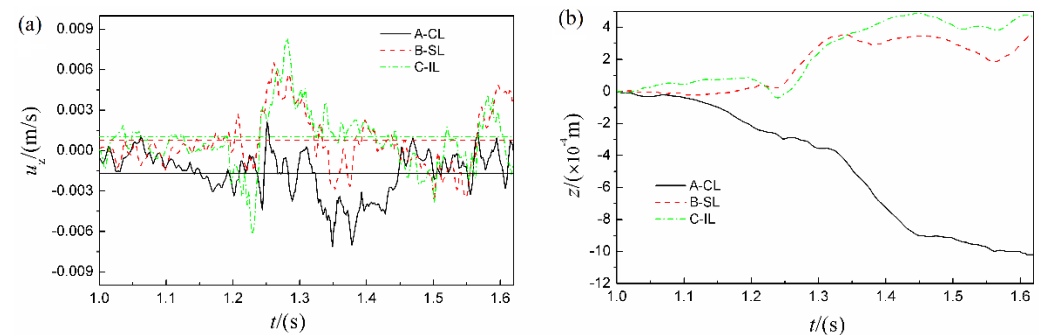 (a)
0.009
0.006
0.003
0.000
-0.003
-0.006
-0.009
u_z/(m/s)
A-CL
B-SL
C-IL
1.0 1.1 1.2 1.3 1.4 1.5 1.6
t/(s)
(b)
4
2
0
-2
-4
-6
-8
-10
-12
z/(×10⁻⁴m)
A-CL
B-SL
C-IL
1.0 1.1 1.2 1.3 1.4 1.5 1.6
t/(s)